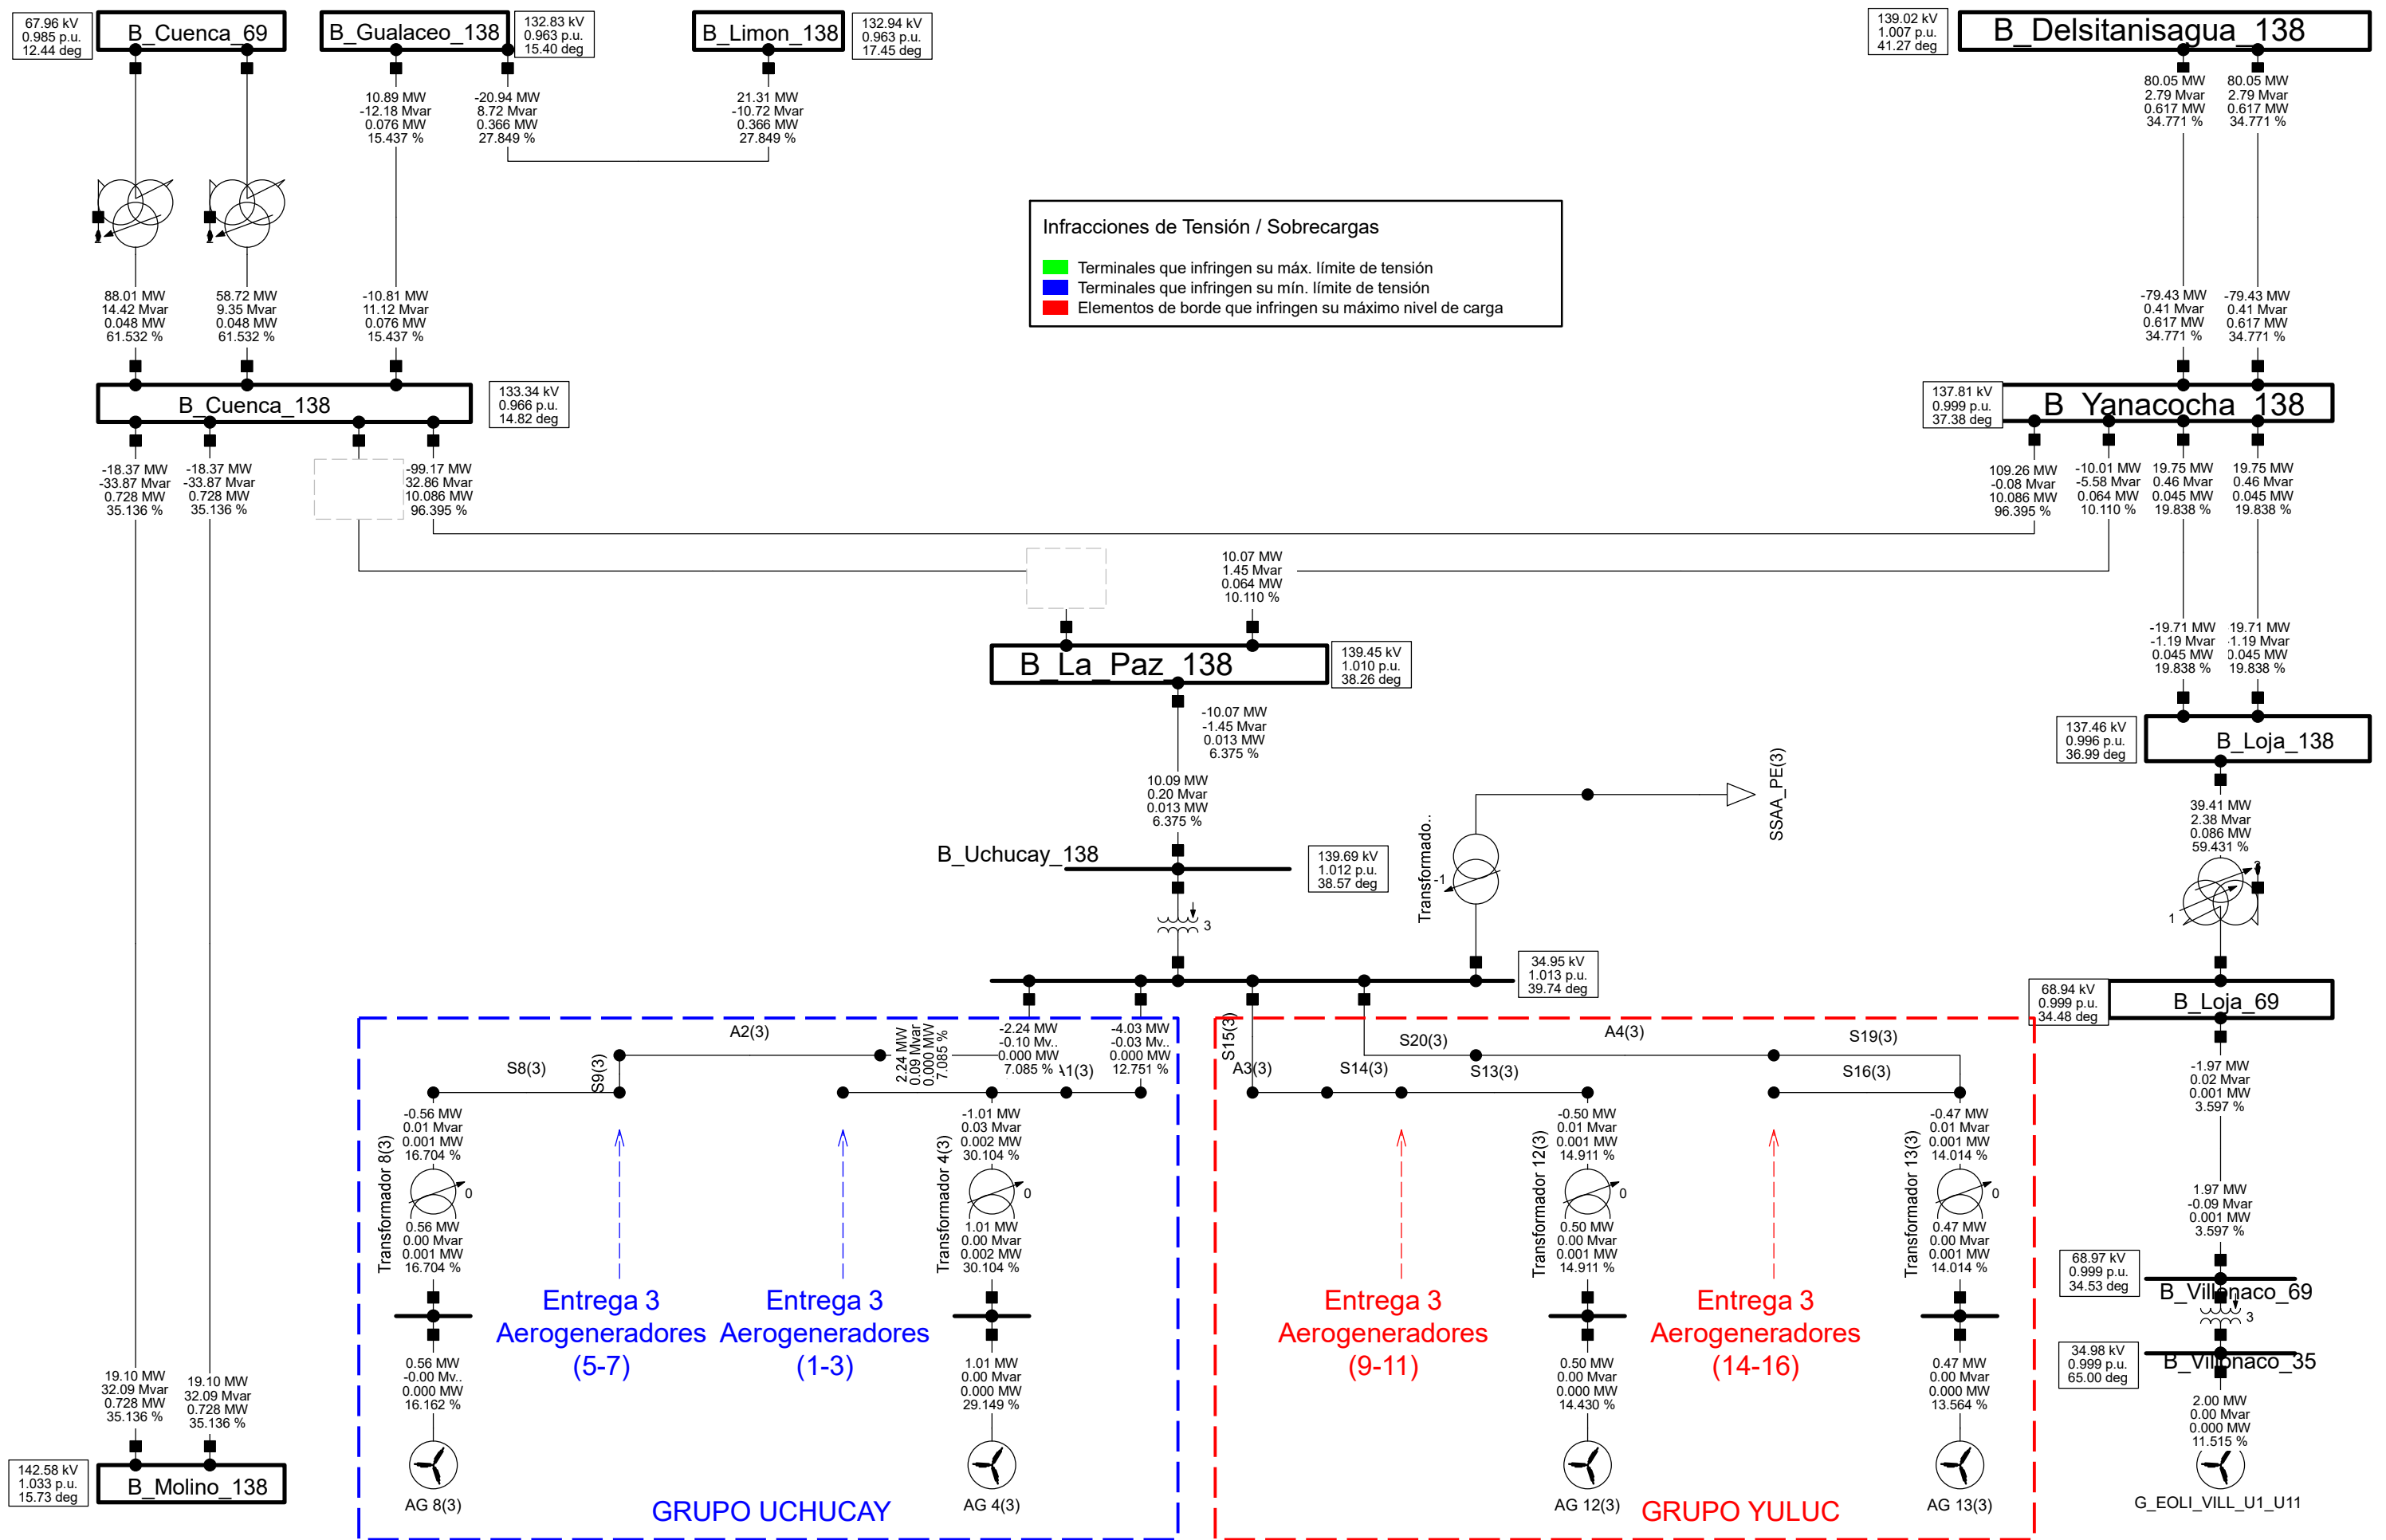 67.96 kV
0.985 p.u.
12.44 deg
B_Cuenca_69
B_Gualaceo_138
132.83 kV
0.963 p.u.
15.40 deg
B_Limon_138
132.94 kV
0.963 p.u.
17.45 deg
139.02 kV
1.007 p.u.
41.27 deg
B_Delsitanisagua_138
10.89 MW
-12.18 Mvar
0.076 MW
15.437 %
-20.94 MW
8.72 Mvar
0.366 MW
27.849 %
21.31 MW
-10.72 Mvar
0.366 MW
27.849 %
80.05 MW
2.79 Mvar
0.617 MW
34.771 %
80.05 MW
2.79 Mvar
0.617 MW
34.771 %
Infracciones de Tensión / Sobrecargas
Terminales que infringen su máx. límite de tensión
Terminales que infringen su mín. límite de tensión
Elementos de borde que infringen su máximo nivel de carga
88.01 MW
14.42 Mvar
0.048 MW
61.532 %
58.72 MW
9.35 Mvar
0.048 MW
61.532 %
-10.81 MW
11.12 Mvar
0.076 MW
15.437 %
-79.43 MW
0.41 Mvar
0.617 MW
34.771 %
-79.43 MW
0.41 Mvar
0.617 MW
34.771 %
B_Cuenca_138
133.34 kV
0.966 p.u.
14.82 deg
137.81 kV
0.999 p.u.
37.38 deg
B_Yanacocha_138
-18.37 MW
-33.87 Mvar
0.728 MW
35.136 %
-18.37 MW
-33.87 Mvar
0.728 MW
35.136 %
-99.17 MW
32.86 Mvar
10.086 MW
96.395 %
109.26 MW
-0.08 Mvar
10.086 MW
96.395 %
-10.01 MW
-5.58 Mvar
0.064 MW
10.110 %
19.75 MW
0.46 Mvar
0.045 MW
19.838 %
19.75 MW
0.46 Mvar
0.045 MW
19.838 %
10.07 MW
1.45 Mvar
0.064 MW
10.110 %
B_La_Paz_138
139.45 kV
1.010 p.u.
38.26 deg
-19.71 MW
-1.19 Mvar
0.045 MW
19.838 %
19.71 MW
1.19 Mvar
0.045 MW
19.838 %
-10.07 MW
-1.45 Mvar
0.013 MW
6.375 %
137.46 kV
0.996 p.u.
36.99 deg
B_Loja_138
10.09 MW
0.20 Mvar
0.013 MW
6.375 %
SSAA_PE(3)
39.41 MW
2.38 Mvar
0.086 MW
59.431 %
B_Uchucay_138
139.69 kV
1.012 p.u.
38.57 deg
Transformado..
-1
3
1
34.95 kV
1.013 p.u.
39.74 deg
68.94 kV
0.999 p.u.
34.48 deg
B_Loja_69
A2(3)
2.24 MW
0.09 Mvar
0.000 MW
7.085 %
-2.24 MW
-0.10 Mv..
0.000 MW
7.085 %
-4.03 MW
-0.03 Mv..
0.000 MW
12.751 %
S15(3)
S20(3)
A4(3)
S19(3)
S8(3)
S9(3)
1(3)
A3(3)
S14(3)
S13(3)
S16(3)
-1.97 MW
0.02 Mvar
0.001 MW
3.597 %
-0.56 MW
0.01 Mvar
0.001 MW
16.704 %
-1.01 MW
0.03 Mvar
0.002 MW
30.104 %
-0.50 MW
0.01 Mvar
0.001 MW
14.911 %
-0.47 MW
0.01 Mvar
0.001 MW
14.014 %
Transformador 8(3)
0
Transformador 4(3)
0
Transformador 12(3)
0
Transformador 13(3)
0
0.56 MW
0.00 Mvar
0.001 MW
16.704 %
1.01 MW
0.00 Mvar
0.002 MW
30.104 %
0.50 MW
0.00 Mvar
0.001 MW
14.911 %
0.47 MW
0.00 Mvar
0.001 MW
14.014 %
1.97 MW
-0.09 Mvar
0.001 MW
3.597 %
68.97 kV
0.999 p.u.
34.53 deg
B_Villonaco_69
3
Entrega 3
Aerogeneradores
(5-7)
Entrega 3
Aerogeneradores
(1-3)
Entrega 3
Aerogeneradores
(9-11)
Entrega 3
Aerogeneradores
(14-16)
34.98 kV
0.999 p.u.
65.00 deg
B_Villonaco_35
0.56 MW
-0.00 Mv..
0.000 MW
16.162 %
1.01 MW
0.00 Mvar
0.000 MW
29.149 %
0.50 MW
0.00 Mvar
0.000 MW
14.430 %
0.47 MW
0.00 Mvar
0.000 MW
13.564 %
2.00 MW
0.00 Mvar
0.000 MW
11.515 %
19.10 MW
32.09 Mvar
0.728 MW
35.136 %
19.10 MW
32.09 Mvar
0.728 MW
35.136 %
142.58 kV
1.033 p.u.
15.73 deg
B_Molino_138
AG 8(3)
GRUPO UCHUCAY
AG 4(3)
AG 12(3)
GRUPO YULUC
AG 13(3)
G_EOLI_VILL_U1_U11